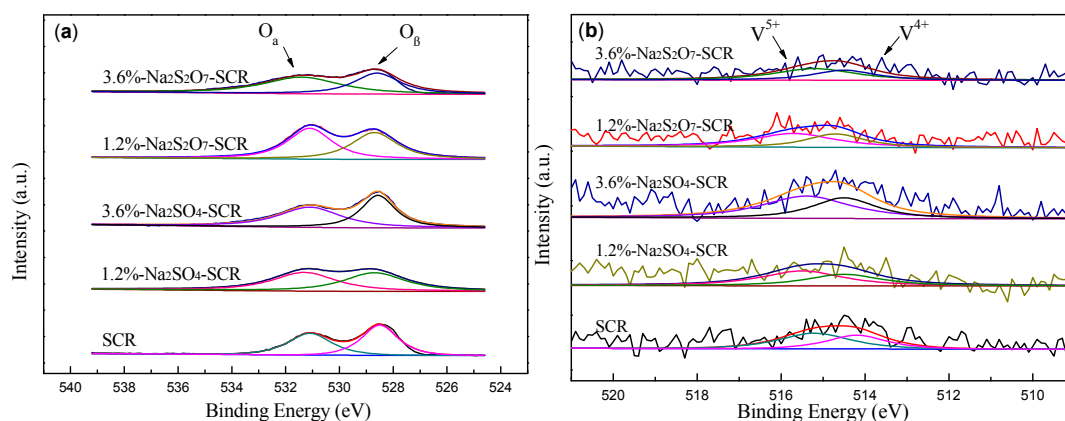 (a)
Oa
Oβ
3.6%-Na2S2O7-SCR
1.2%-Na2S2O7-SCR
3.6%-Na2SO4-SCR
1.2%-Na2SO4-SCR
SCR
Intensity (a.u.)
540 538 536 534 532 530 528 526 524
Binding Energy (eV)
(b)
V5+
V4+
3.6%-Na2S2O7-SCR
1.2%-Na2S2O7-SCR
3.6%-Na2SO4-SCR
1.2%-Na2SO4-SCR
SCR
Intensity (a.u.)
520 518 516 514 512 510
Binding Energy (eV)